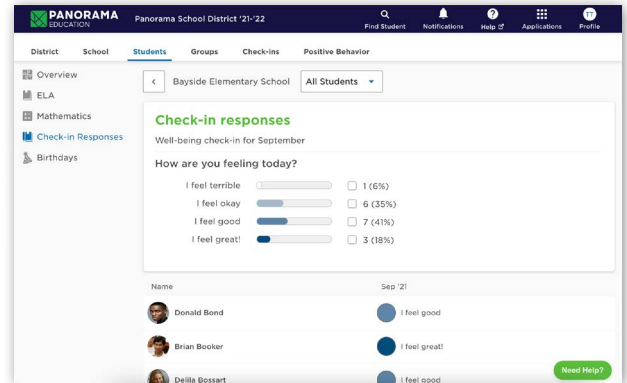 PANORAMA
EDUCATION
Panorama School District '21-'22
Find Student Notifications Help Applications Profile
TT
District School Students Groups Check-ins Positive Behavior
Overview
ELA
Mathematics
Check-in Responses
Birthdays
< Bayside Elementary School All Students
Check-in responses
Well-being check-in for September
How are you feeling today?
I feel terrible 1 (6%)
I feel okay 6 (35%)
I feel good 7 (41%)
I feel great! 3 (18%)
Name Sep '21
Donald Bond I feel good
Brian Booker I feel great!
Delila Bossart I feel good
Need Help?